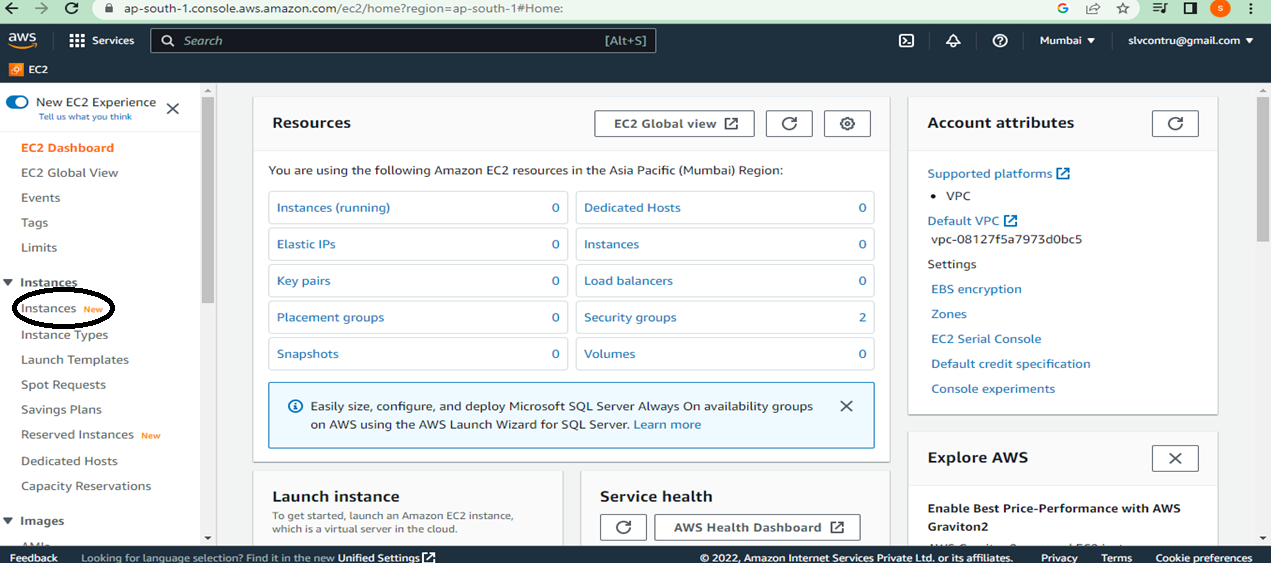 ap-south-1.console.aws.amazon.com/ec2/home?region=ap-south-1#Home:
G
S
aws
Services
Search
[Alt+S]
Mumbai
slvcontru@gmail.com
EC2
New EC2 Experience
Tell us what you think
EC2 Dashboard
EC2 Global View
Events
Tags
Limits
Instances
Instances New
Instance Types
Launch Templates
Spot Requests
Savings Plans
Reserved Instances New
Dedicated Hosts
Capacity Reservations
Images
AMIs
Resources
EC2 Global view
You are using the following Amazon EC2 resources in the Asia Pacific (Mumbai) Region:
Instances (running) 0
Dedicated Hosts 0
Elastic IPs 0
Instances 0
Key pairs 0
Load balancers 0
Placement groups 0
Security groups 2
Snapshots 0
Volumes 0
Easily size, configure, and deploy Microsoft SQL Server Always On availability groups
on AWS using the AWS Launch Wizard for SQL Server. Learn more
Launch instance
To get started, launch an Amazon EC2 instance,
which is a virtual server in the cloud.
Service health
AWS Health Dashboard
Account attributes
Supported platforms
• VPC
Default VPC
vpc-08127f5a7973d0bc5
Settings
EBS encryption
Zones
EC2 Serial Console
Default credit specification
Console experiments
Explore AWS
Enable Best Price-Performance with AWS
Graviton2
Feedback
Looking for language selection? Find it in the new Unified Settings
© 2022, Amazon Internet Services Private Ltd. or its affiliates.
Privacy
Terms
Cookie preferences